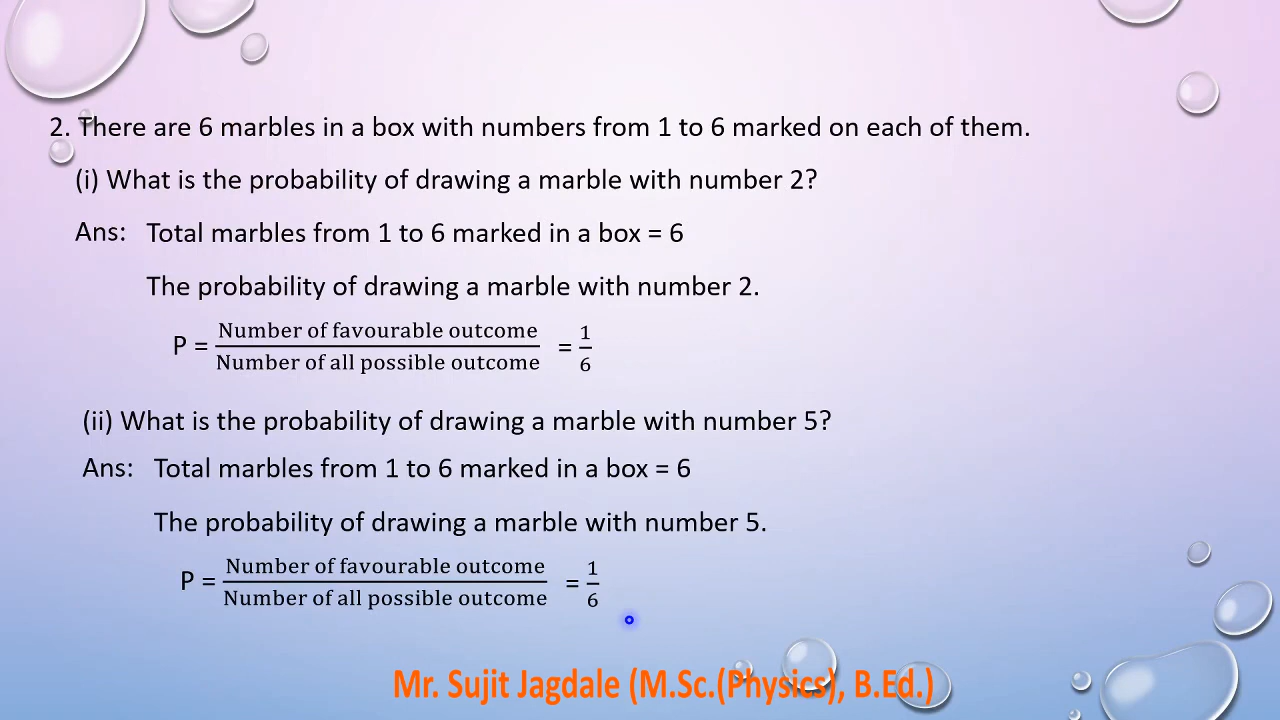 2. There are 6 marbles in a box with numbers from 1 to 6 marked on each of them.
(i) What is the probability of drawing a marble with number 2?
Ans: Total marbles from 1 to 6 marked in a box = 6
The probability of drawing a marble with number 2.
P = Number of favourable outcome / Number of all possible outcome = 1/6
(ii) What is the probability of drawing a marble with number 5?
Ans: Total marbles from 1 to 6 marked in a box = 6
The probability of drawing a marble with number 5.
P = Number of favourable outcome / Number of all possible outcome = 1/6
Mr. Sujit Jagdale (M.Sc.(Physics), B.Ed.)